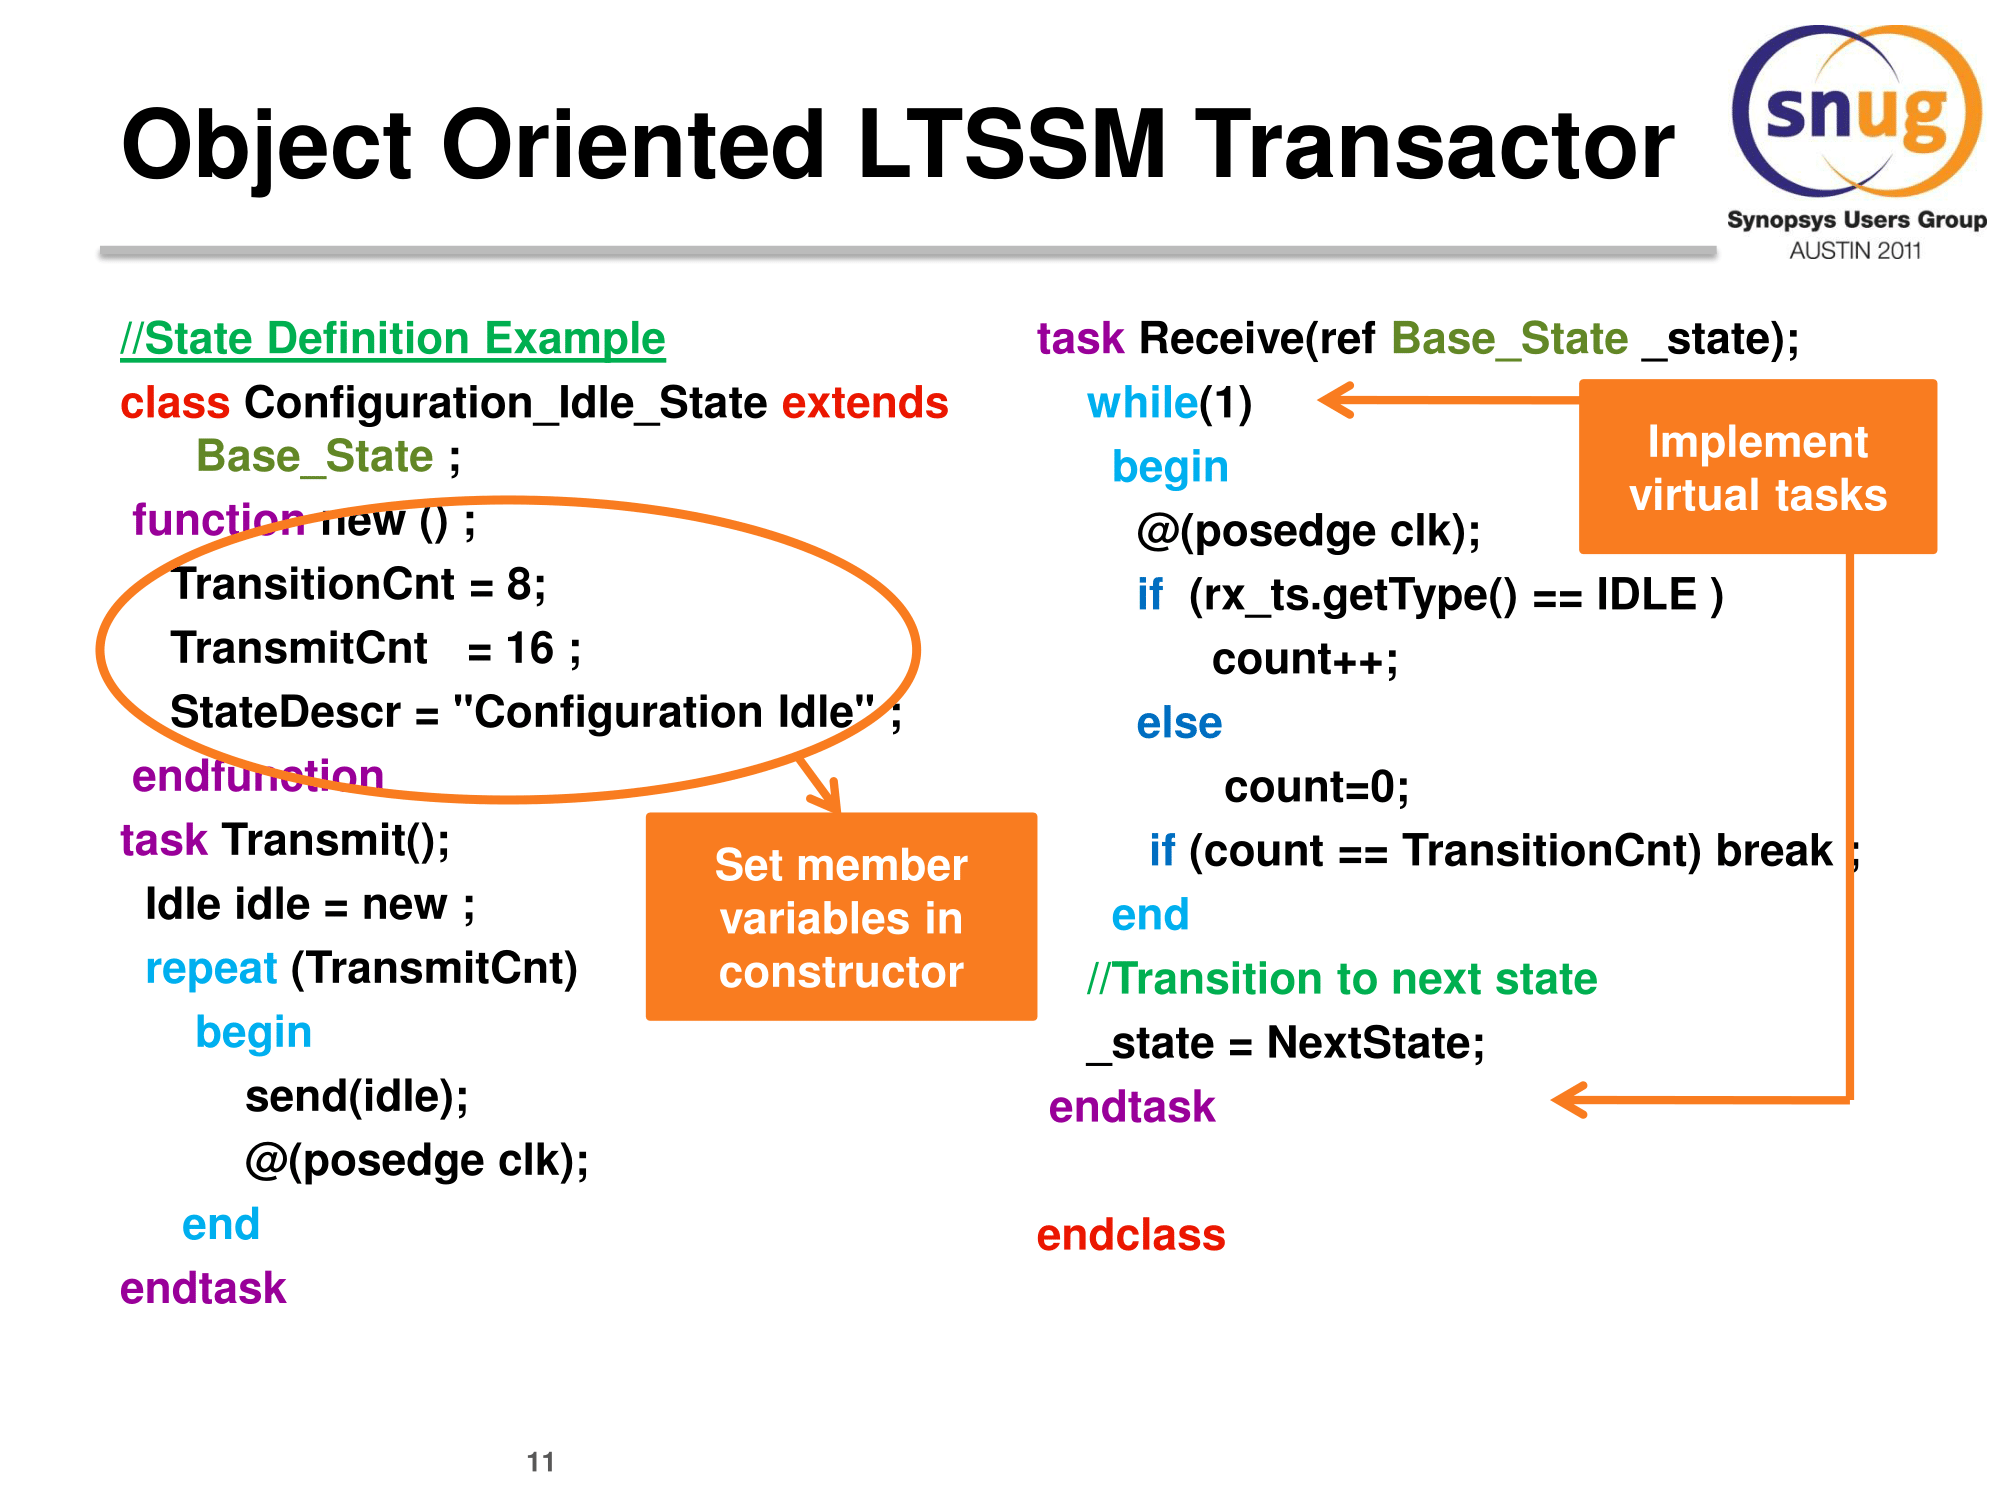 Object Oriented LTSSM Transactor
snug
Synopsys Users Group
AUSTIN 2011
//State Definition Example
class Configuration_Idle_State extends
Base_State ;
function new () ;
TransitionCnt = 8;
TransmitCnt = 16 ;
StateDescr = "Configuration Idle" ;
endfunction
task Transmit();
Idle idle = new ;
repeat (TransmitCnt)
begin
send(idle);
@(posedge clk);
end
endtask
Set member
variables in
constructor
task Receive(ref Base_State _state);
while(1)
begin
@(posedge clk);
if (rx_ts.getType() == IDLE )
count++;
else
count=0;
if (count == TransitionCnt) break ;
end
//Transition to next state
_state = NextState;
endtask
endclass
Implement
virtual tasks
11